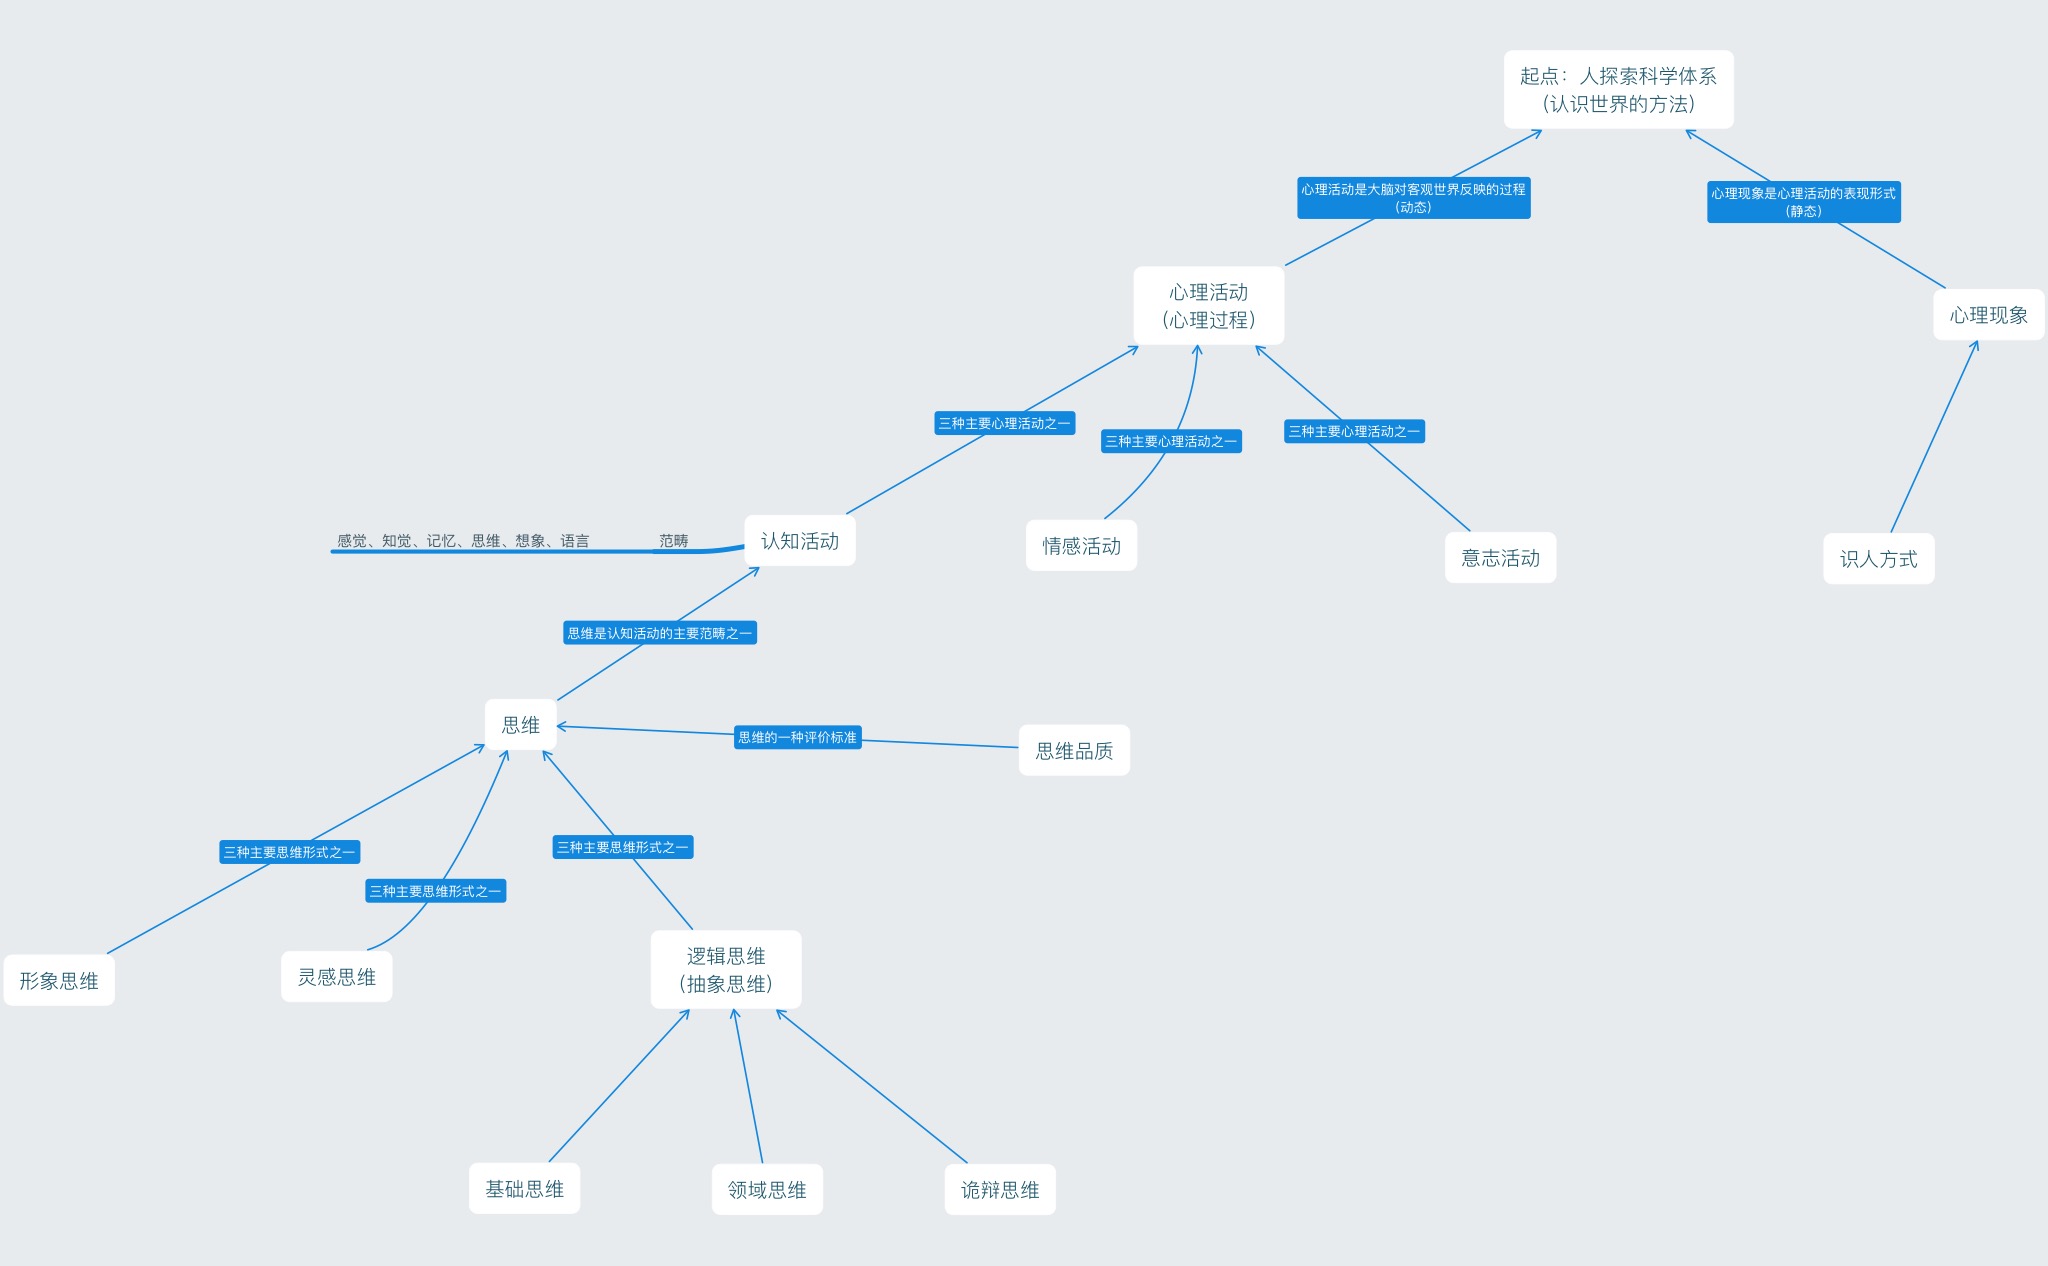 起点：人探索科学体系
(认识世界的方法)
心理活动是大脑对客观世界反映的过程
(动态)
心理现象是心理活动的表现形式
(静态)
心理活动
(心理过程)
心理现象
三种主要心理活动之一
三种主要心理活动之一
三种主要心理活动之一
感觉、知觉、记忆、思维、想象、语言
范畴
认知活动
情感活动
意志活动
识人方式
思维是认知活动的主要范畴之一
思维
思维的一种评价标准
思维品质
三种主要思维形式之一
三种主要思维形式之一
三种主要思维形式之一
形象思维
灵感思维
逻辑思维
(抽象思维)
基础思维
领域思维
诡辩思维